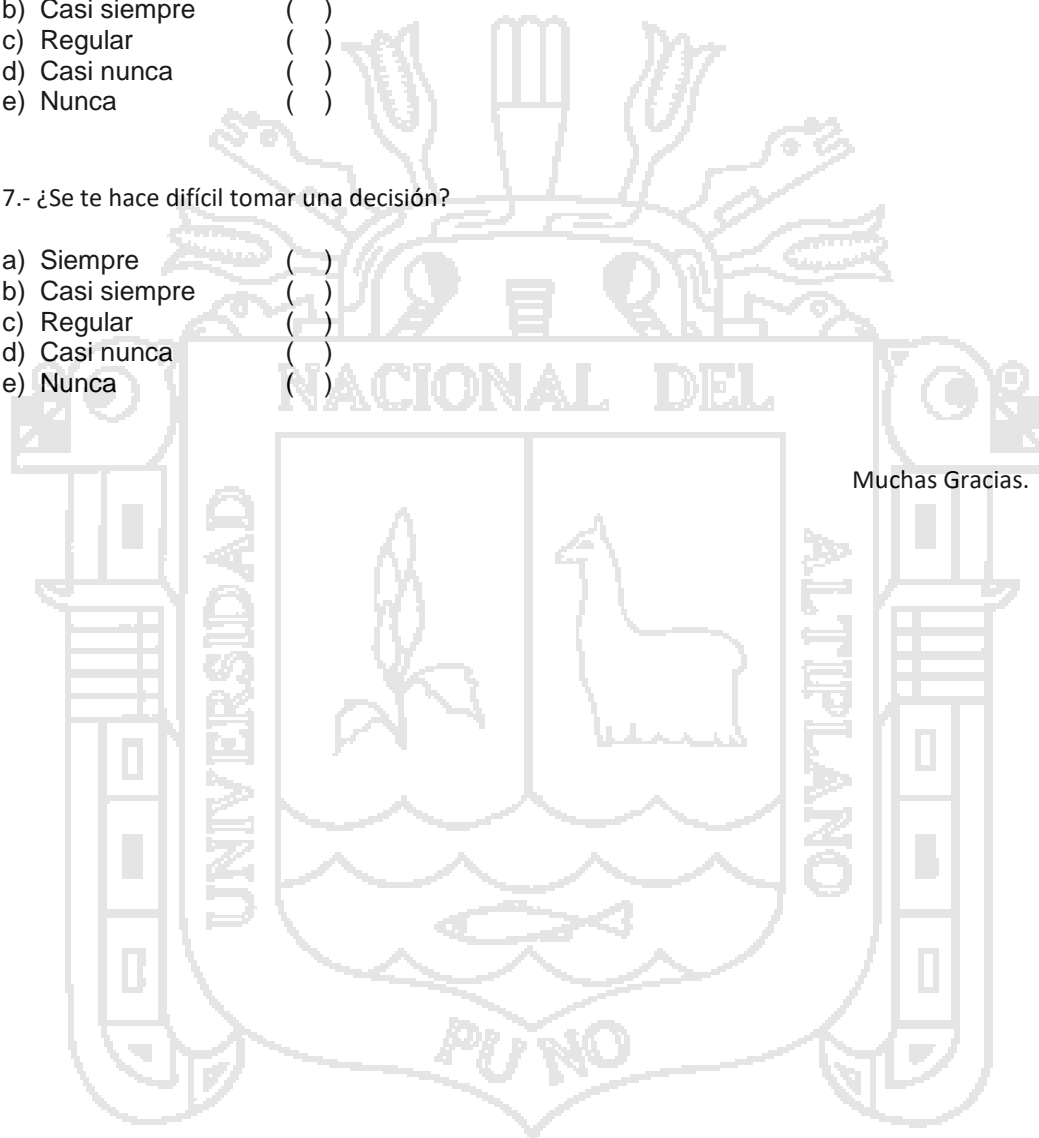 b) Casi siempre ( )
c) Regular ( )
d) Casi nunca ( )
e) Nunca ( )
7.- ¿Se te hace difícil tomar una decisión?
a) Siempre ( )
b) Casi siempre ( )
c) Regular ( )
d) Casi nunca ( )
e) Nunca ( )
Muchas Gracias.
UNIVERSIDAD
NACIONAL DEL
ALTIPLANO
PUNO